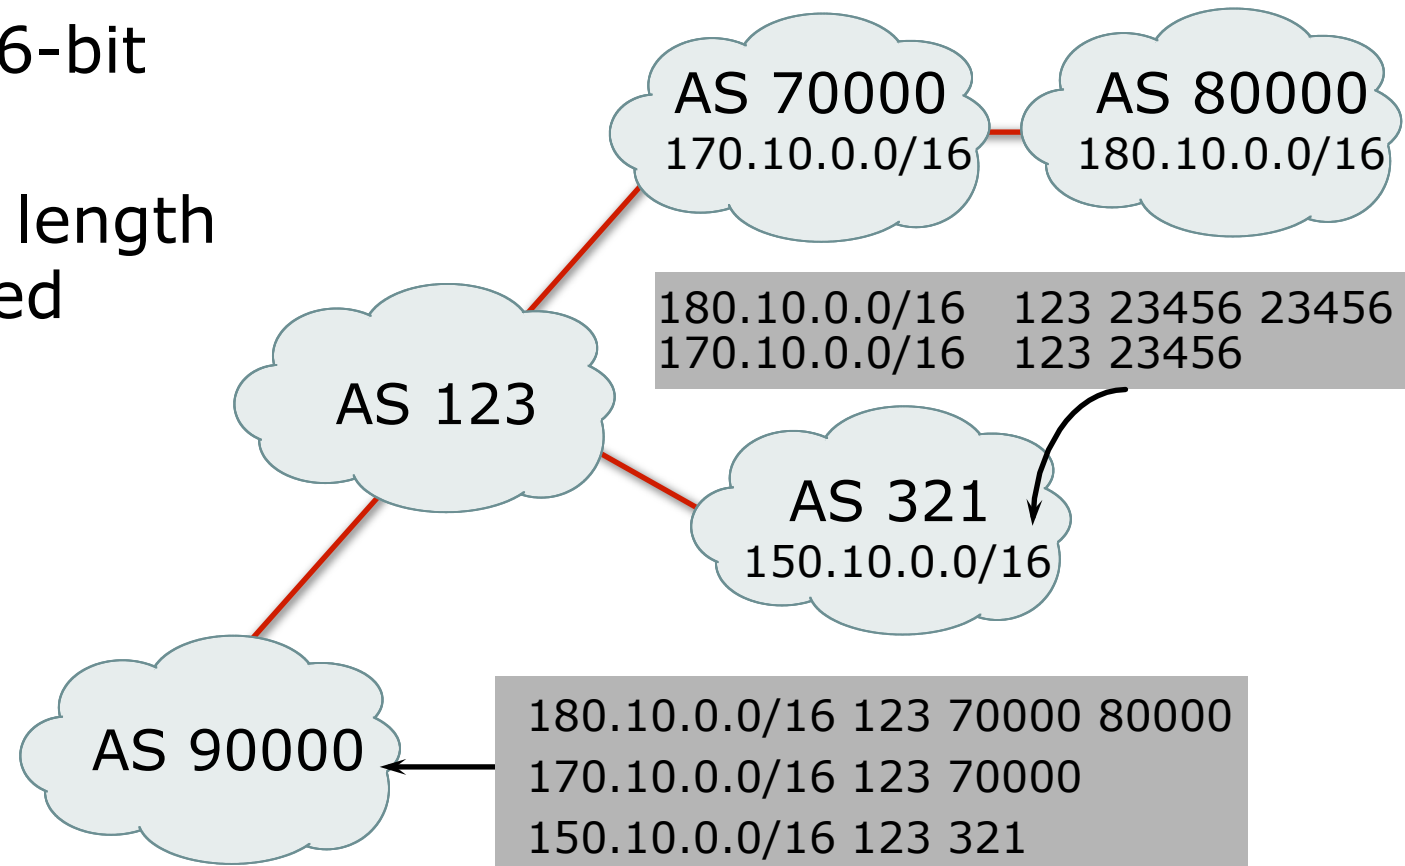 6-bit
length
ed
AS 70000
170.10.0.0/16
AS 80000
180.10.0.0/16
180.10.0.0/16 123 23456 23456
170.10.0.0/16 123 23456
AS 123
AS 321
150.10.0.0/16
AS 90000
180.10.0.0/16 123 70000 80000
170.10.0.0/16 123 70000
150.10.0.0/16 123 321